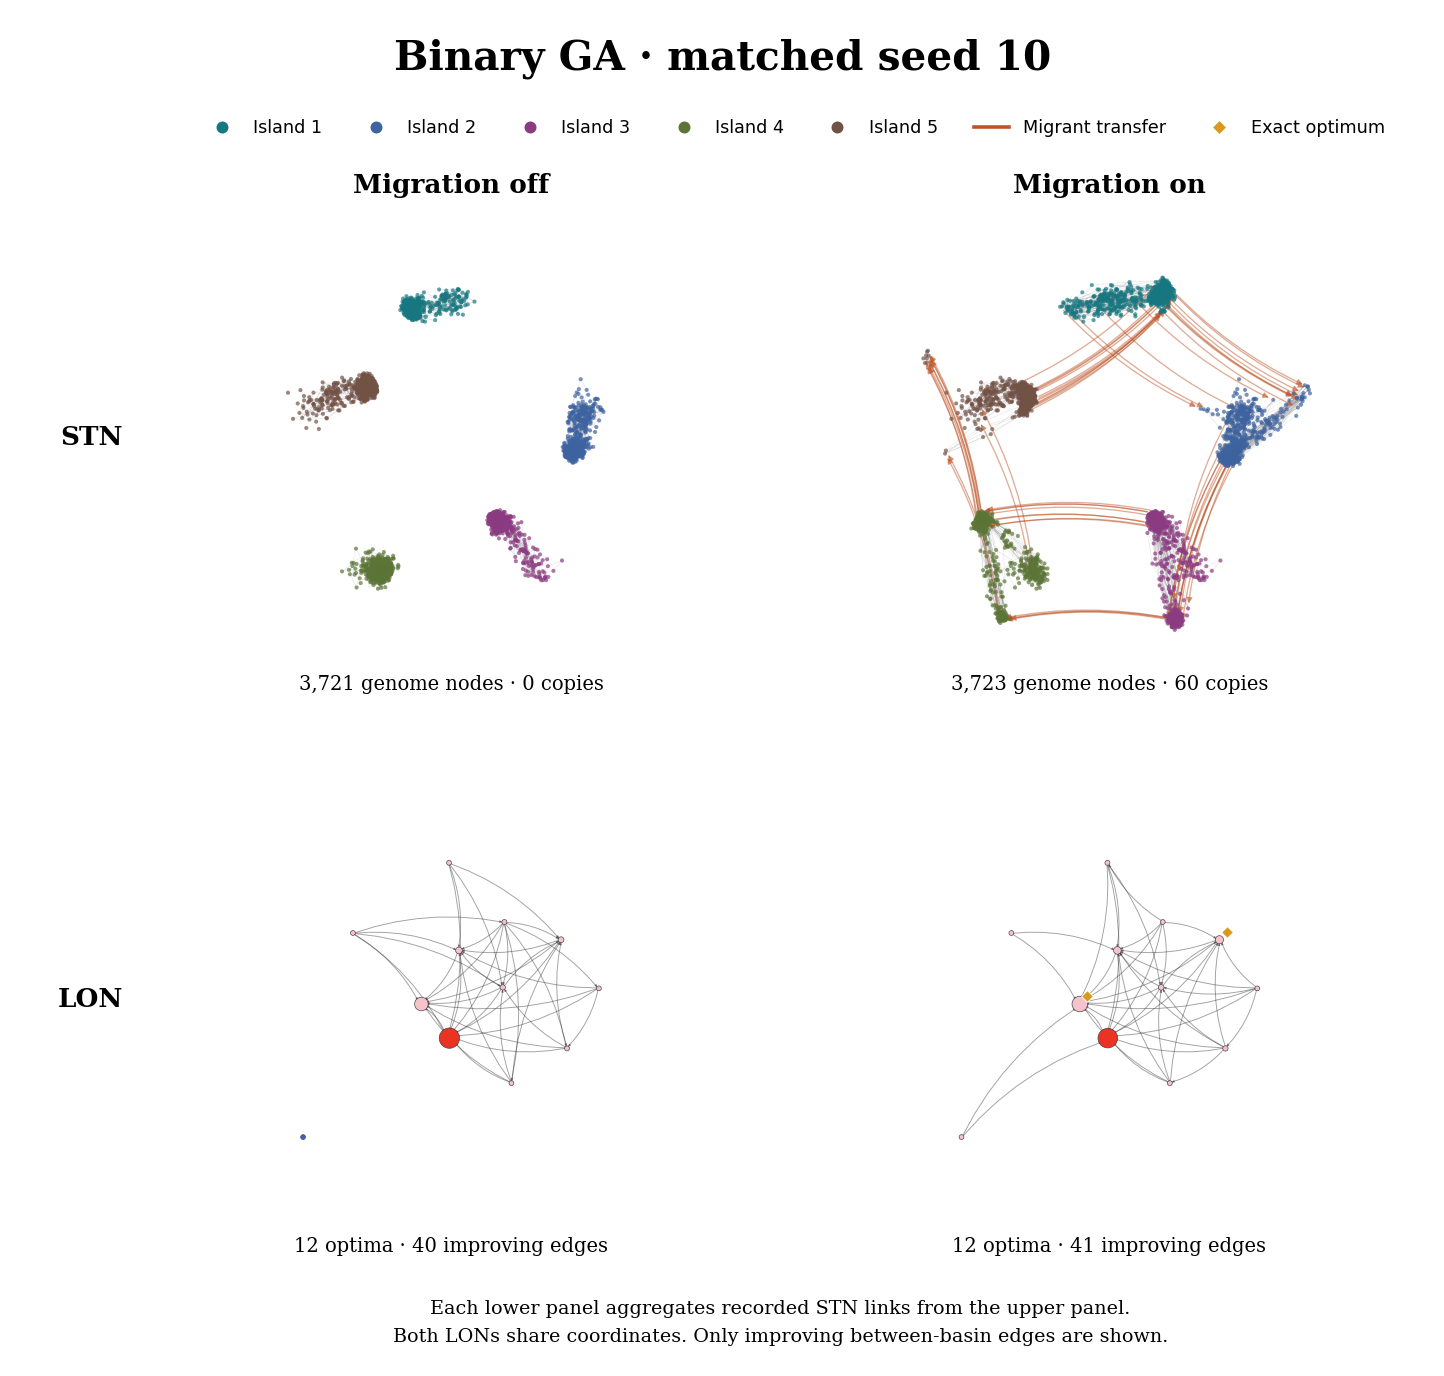 Binary GA · matched seed 10
Island 1 Island 2 Island 3 Island 4 Island 5 Migrant transfer Exact optimum
Migration off Migration on
STN
3,721 genome nodes · 0 copies 3,723 genome nodes · 60 copies
LON
12 optima · 40 improving edges 12 optima · 41 improving edges
Each lower panel aggregates recorded STN links from the upper panel.
Both LONs share coordinates. Only improving between-basin edges are shown.